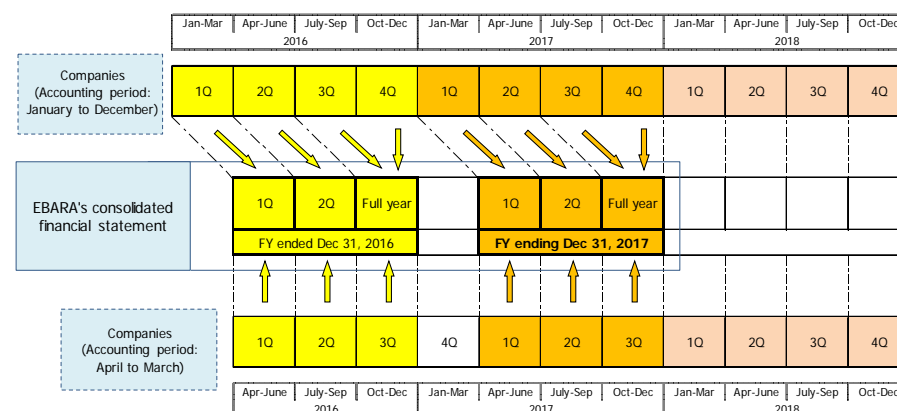 Jan-Mar Apr-June July-Sep Oct-Dec Jan-Mar Apr-June July-Sep Oct-Dec Jan-Mar Apr-June July-Sep Oct-Dec
2016 2017 2018
Companies
(Accounting period:
January to December)
1Q 2Q 3Q 4Q 1Q 2Q 3Q 4Q 1Q 2Q 3Q 4Q
EBARA's consolidated
financial statement
1Q 2Q Full year 1Q 2Q Full year
FY ended Dec 31, 2016 FY ending Dec 31, 2017
Companies
(Accounting period:
April to March)
1Q 2Q 3Q 4Q 1Q 2Q 3Q 1Q 2Q 3Q 4Q
Apr-June July-Sep Oct-Dec Jan-Mar Apr-June July-Sep Oct-Dec Jan-Mar Apr-June July-Sep Oct-Dec
2016 2017 2018